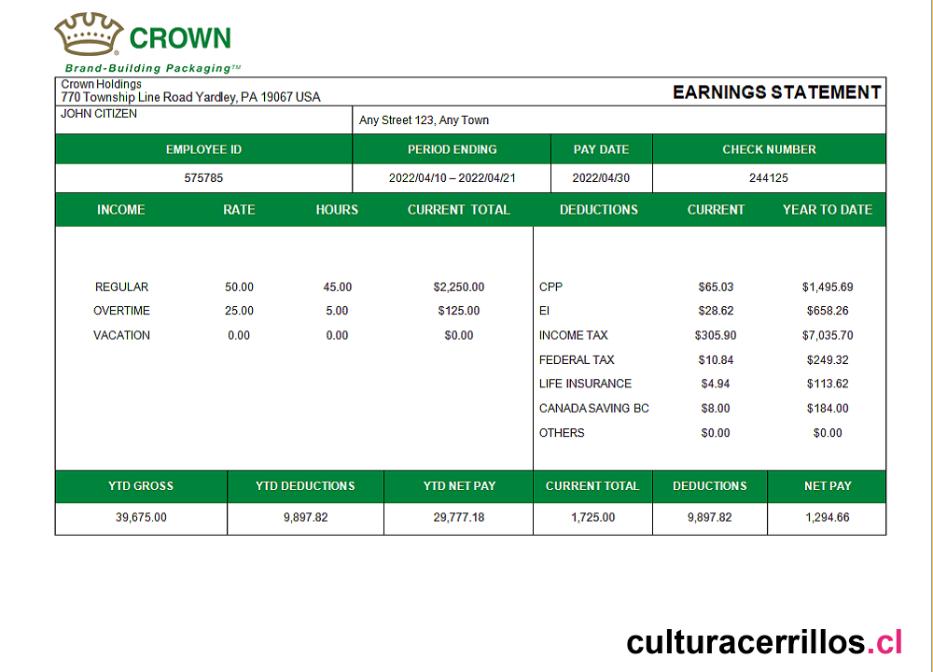 CROWN
Brand-Building Packaging™
Crown Holdings
770 Township Line Road Yardley, PA 19067 USA
EARNINGS STATEMENT
JOHN CITIZEN
Any Street 123, Any Town
EMPLOYEE ID PERIOD ENDING PAY DATE CHECK NUMBER
575785 2022/04/10 – 2022/04/21 2022/04/30 244125
INCOME RATE HOURS CURRENT TOTAL DEDUCTIONS CURRENT YEAR TO DATE
REGULAR 50.00 45.00 $2,250.00 CPP $65.03 $1,495.69
OVERTIME 25.00 5.00 $125.00 EI $28.62 $658.26
VACATION 0.00 0.00 $0.00 INCOME TAX $305.90 $7,035.70
FEDERAL TAX $10.84 $249.32
LIFE INSURANCE $4.94 $113.62
CANADA SAVING BC $8.00 $184.00
OTHERS $0.00 $0.00
YTD GROSS YTD DEDUCTIONS YTD NET PAY CURRENT TOTAL DEDUCTIONS NET PAY
39,675.00 9,897.82 29,777.18 1,725.00 9,897.82 1,294.66
culturacerrillos.cl